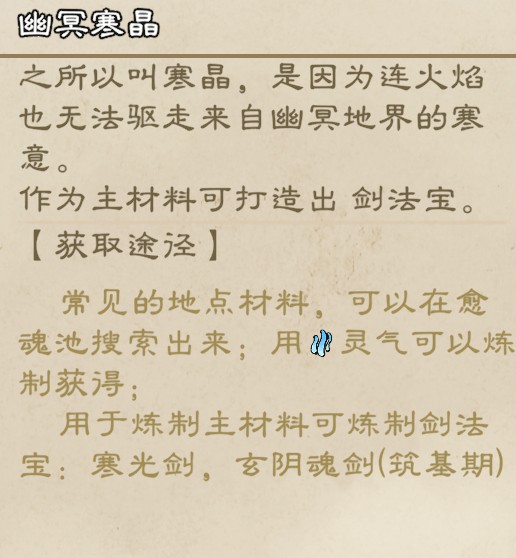 幽冥寒晶
之所以叫寒晶，是因为连火焰
也无法驱走来自幽冥地界的寒
意。
作为主材料可打造出 剑法宝。
【获取途径】
常见的地点材料，可以在愈
魂池搜索出来；用灵气可以炼
制获得；
用于炼制主材料可炼制剑法
宝：寒光剑，玄阴魂剑(筑基期)